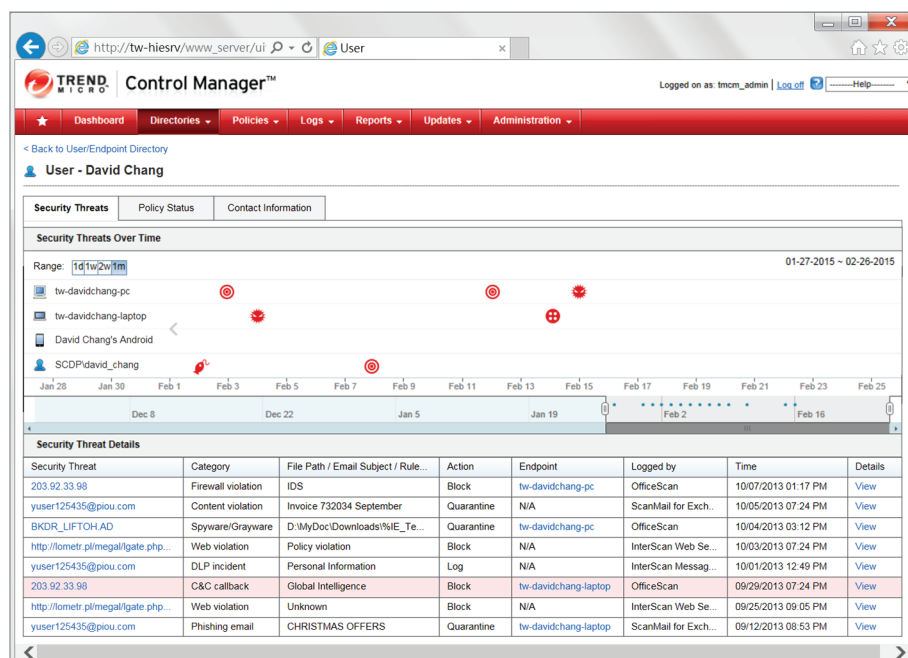 http://tw-hiesrv/www_server/ui
User
TREND MICRO Control Manager™
Logged on as: tmcm_admin | Log off ? --------Help--------
Dashboard Directories Policies Logs Reports Updates Administration
< Back to User/Endpoint Directory
User - David Chang
Security Threats Policy Status Contact Information
Security Threats Over Time
Range: 1d 1w 2w 1m 01-27-2015 ~ 02-26-2015
tw-davidchang-pc
tw-davidchang-laptop
David Chang's Android
SCDP\david_chang
Jan 28 Jan 30 Feb 1 Feb 3 Feb 5 Feb 7 Feb 9 Feb 11 Feb 13 Feb 15 Feb 17 Feb 19 Feb 21 Feb 23 Feb 25
Dec 8 Dec 22 Jan 5 Jan 19 Feb 2 Feb 16
Security Threat Details
Security Threat Category File Path / Email Subject / Rule... Action Endpoint Logged by Time Details
203.92.33.98 Firewall violation IDS Block tw-davidchang-pc OfficeScan 10/07/2013 01:17 PM View
yuser125435@piou.com Content violation Invoice 732034 September Quarantine N/A ScanMail for Exch... 10/05/2013 07:24 PM View
BKDR_LIFTOH.AD Spyware/Grayware D:\MyDoc\Downloads\%IE_Te... Quarantine tw-davidchang-pc OfficeScan 10/04/2013 03:12 PM View
http://lometr.pl/megal/lgate.php... Web violation Policy violation Block N/A InterScan Web Se... 10/03/2013 07:24 PM View
yuser125435@piou.com DLP incident Personal Information Log N/A InterScan Messag... 10/01/2013 12:49 PM View
203.92.33.98 C&C callback Global Intelligence Block tw-davidchang-laptop OfficeScan 09/29/2013 07:24 PM View
http://lometr.pl/megal/lgate.php... Web violation Unknown Block N/A InterScan Web Se... 09/25/2013 09:05 PM View
yuser125435@piou.com Phishing email CHRISTMAS OFFERS Quarantine tw-davidchang-laptop ScanMail for Exch... 09/12/2013 08:53 PM View